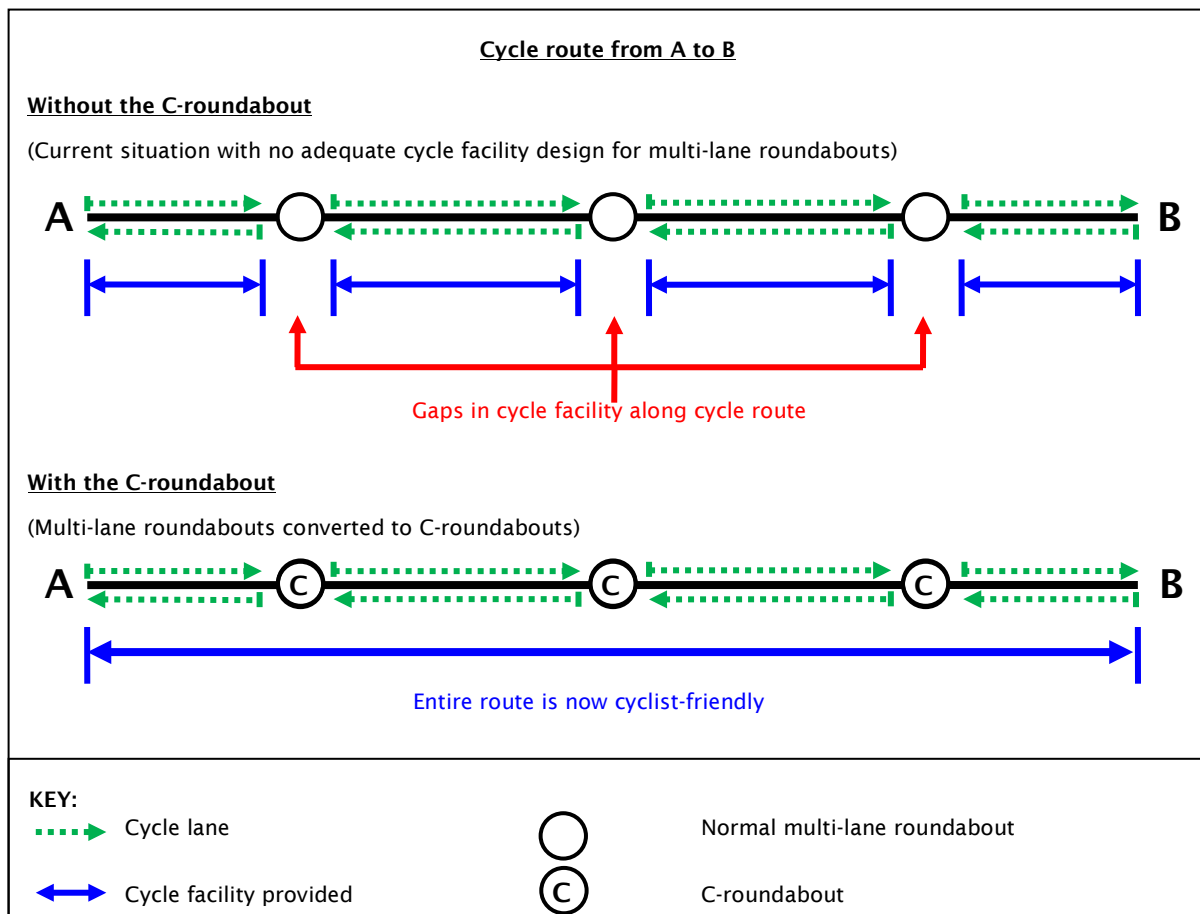 Cycle route from A to B
Without the C-roundabout
(Current situation with no adequate cycle facility design for multi-lane roundabouts)
A B
Gaps in cycle facility along cycle route
With the C-roundabout
(Multi-lane roundabouts converted to C-roundabouts)
A C C C B
Entire route is now cyclist-friendly
KEY:
Cycle lane Normal multi-lane roundabout
Cycle facility provided C C-roundabout